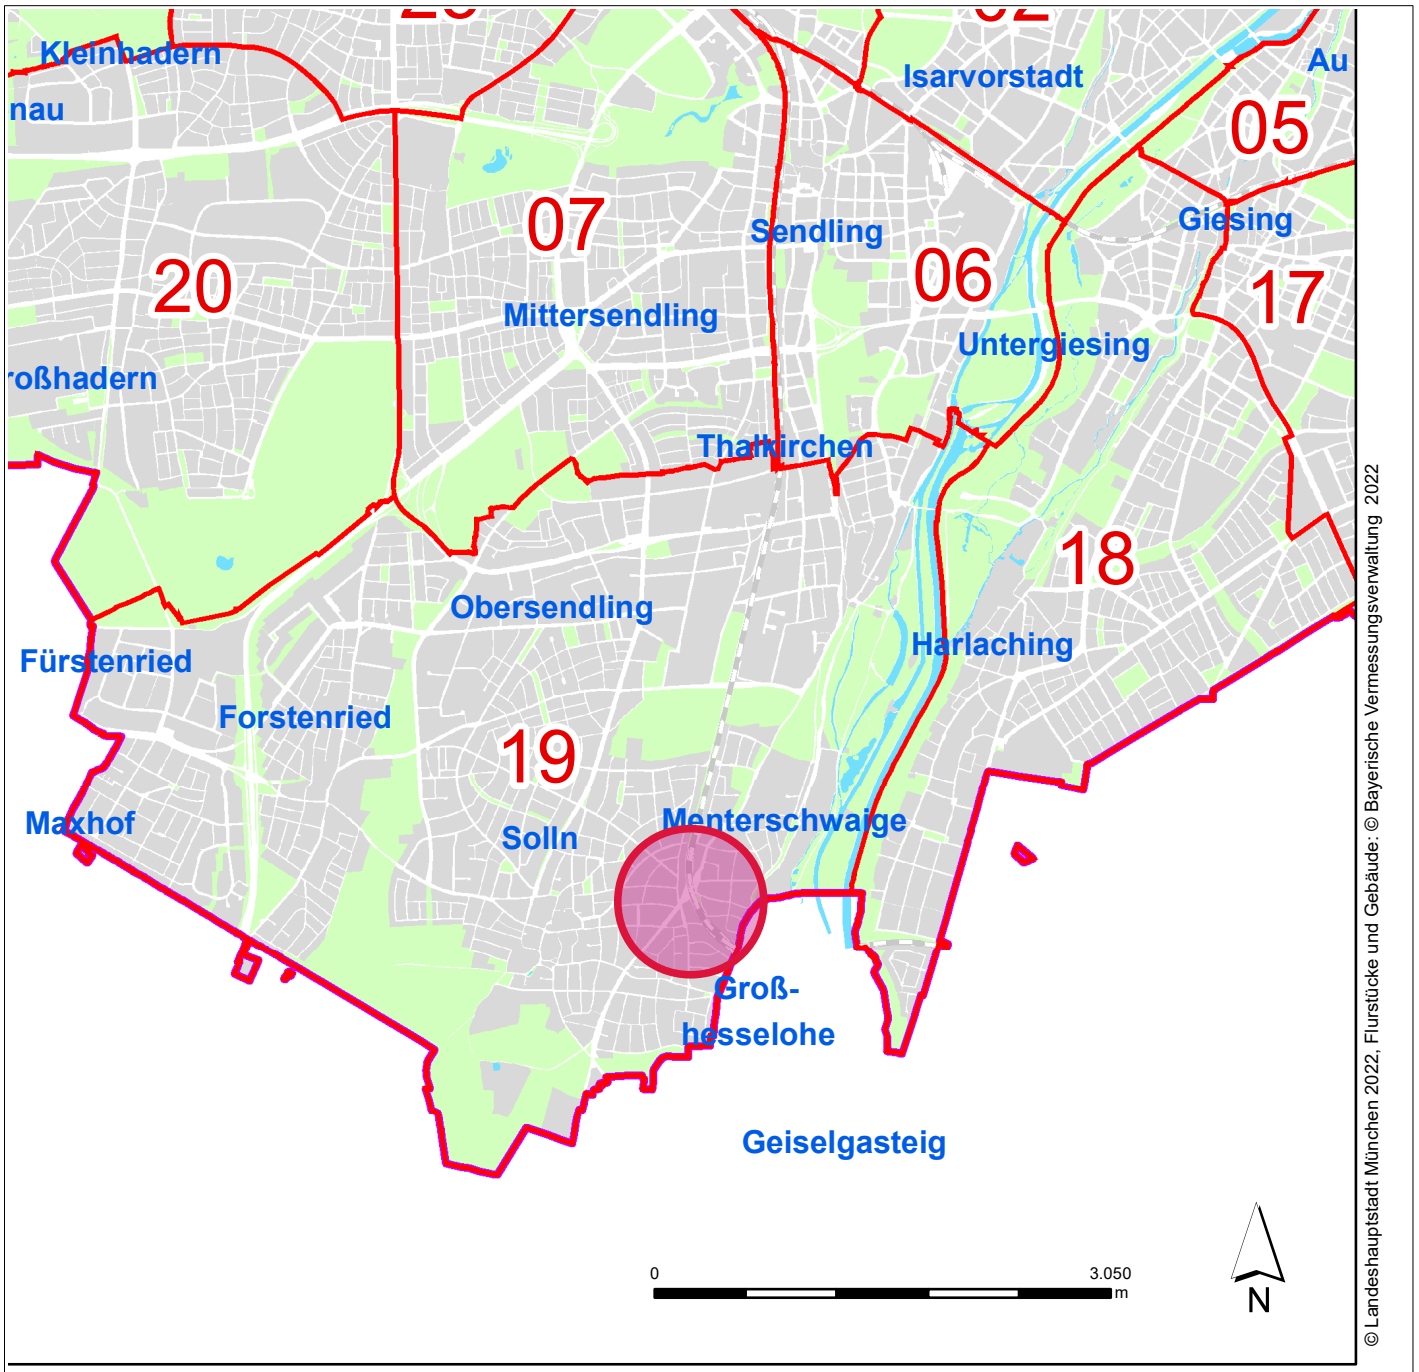 Kleinhadern
nau
Isarvorstadt
Au
05
07
Sendling
Giesing
20
06
17
Mittersendling
Untergiesing
roßhadern
Thalkirchen
18
Obersendling
Harlaching
Fürstenried
Forstenried
19
Menterschwaige
Maxhof
Solln
Groß-
hesselohe
Geiselgasteig
0
3.050
m
N
© Landeshauptstadt München 2022, Flurstücke und Gebäude: © Bayerische Vermessungsverwaltung 2022